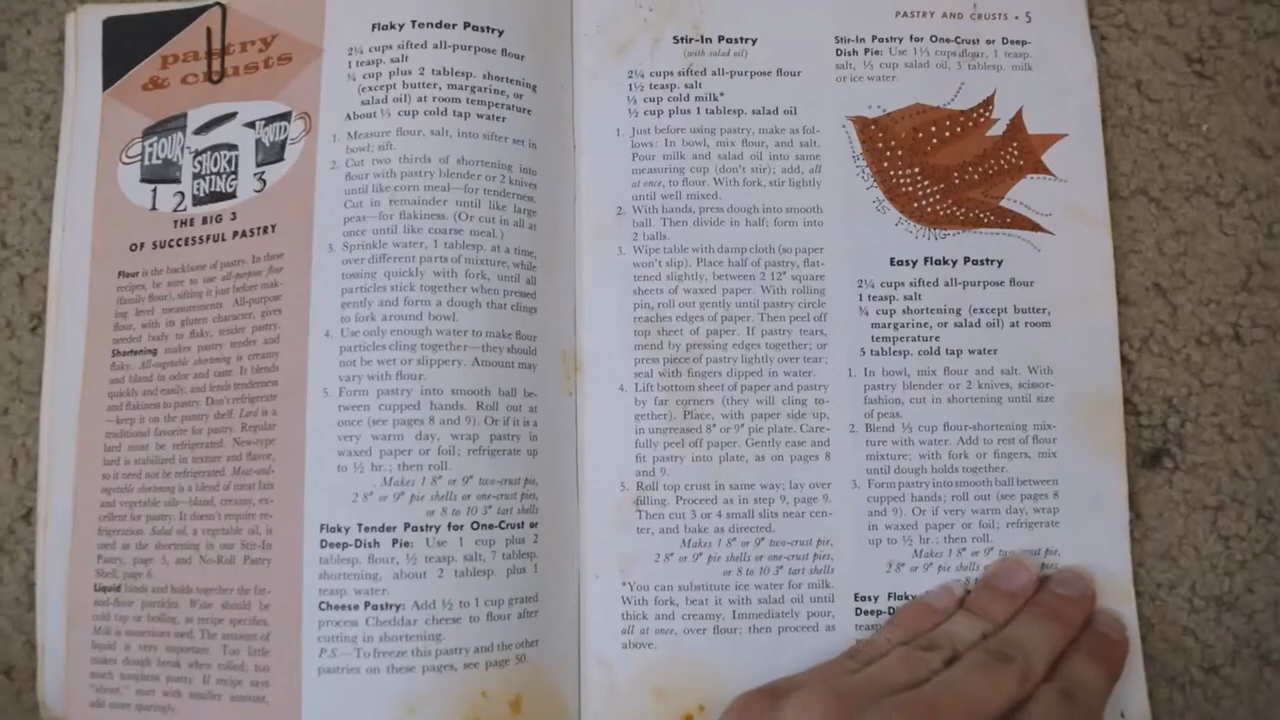 pastry
& crusts
FLOUR
SHORT
ENING
LIQUID
1 2 3
THE BIG 3
OF SUCCESSFUL PASTRY
Flour is the backbone of pastry. In these
recipes, be sure to use all-purpose flour
(family flour), sifting it just before mak-
ing level measurements. All-purpose
flour, with its gluten character, gives
needed body to flaky, tender pastry.
Shortening makes pastry tender and
flaky. All-vegetable shortening is creamy
and bland in odor and taste. It blends
quickly and easily, and lends tenderness
and flakiness to pastry. Don't refrigerate
—keep it on the pantry shelf. Lard is a
traditional favorite for pastry. Regular
lard must be refrigerated. New-type
lard is stabilized in texture and flavor,
so it need not be refrigerated. Meat-and-
vegetable shortening is a blend of meat fats
and vegetable oils—bland, creamy, ex-
cellent for pastry. It doesn't require re-
frigeration. Salad oil, a vegetable oil, is
used as the shortening in our Stir-In
Pastry, page 5, and No-Roll Pastry
Shell, page 6.
Liquid binds and holds together the fat-
and-flour particles. Water should be
cold tap or boiling, as recipe specifies.
Milk is sometimes used. The amount of
liquid is very important. Too little
makes dough break when rolled; too
much toughens pastry. If recipe says
"about," start with smaller amount,
add more sparingly.
Flaky Tender Pastry
2¼ cups sifted all-purpose flour
1 teasp. salt
¾ cup plus 2 tablesp. shortening
(except butter, margarine, or
salad oil) at room temperature
About ⅓ cup cold tap water
1. Measure flour, salt, into sifter set in
bowl; sift.
2. Cut two thirds of shortening into
flour with pastry blender or 2 knives
until like corn meal—for tenderness.
Cut in remainder until like large
peas—for flakiness. (Or cut in all at
once until like coarse meal.)
3. Sprinkle water, 1 tablesp. at a time,
over different parts of mixture, while
tossing quickly with fork, until all
particles stick together when pressed
gently and form a dough that clings
to fork around bowl.
4. Use only enough water to make flour
particles cling together—they should
not be wet or slippery. Amount may
vary with flour.
5. Form pastry into smooth ball be-
tween cupped hands. Roll out at
once (see pages 8 and 9). Or if it is a
very warm day, wrap pastry in
waxed paper or foil; refrigerate up
to ½ hr.; then roll.
Makes 1 8" or 9" two-crust pie,
2 8" or 9" pie shells or one-crust pies,
or 8 to 10 3" tart shells
Flaky Tender Pastry for One-Crust or
Deep-Dish Pie: Use 1 cup plus 2
tablesp. flour, ½ teasp. salt, 7 tablesp.
shortening, about 2 tablesp. plus 1
teasp. water.
Cheese Pastry: Add ½ to 1 cup grated
process Cheddar cheese to flour after
cutting in shortening.
P.S.—To freeze this pastry and the other
pastries on these pages, see page 50.
PASTRY AND CRUSTS • 5
Stir-In Pastry
(with salad oil)
2¼ cups sifted all-purpose flour
1½ teasp. salt
⅓ cup cold milk*
½ cup plus 1 tablesp. salad oil
1. Just before using pastry, make as fol-
lows: In bowl, mix flour, and salt.
Pour milk and salad oil into same
measuring cup (don't stir); add, all
at once, to flour. With fork, stir lightly
until well mixed.
2. With hands, press dough into smooth
ball. Then divide in half; form into
2 balls.
3. Wipe table with damp cloth (so paper
won't slip). Place half of pastry, flat-
tened slightly, between 2 12" square
sheets of waxed paper. With rolling
pin, roll out gently until pastry circle
reaches edges of paper. Then peel off
top sheet of paper. If pastry tears,
mend by pressing edges together; or
press piece of pastry lightly over tear;
seal with fingers dipped in water.
4. Lift bottom sheet of paper and pastry
by far corners (they will cling to-
gether). Place, with paper side up,
in ungreased 8" or 9" pie plate. Care-
fully peel off paper. Gently ease and
fit pastry into plate, as on pages 8
and 9.
5. Roll top crust in same way; lay over
filling. Proceed as in step 9, page 9.
Then cut 3 or 4 small slits near cen-
ter, and bake as directed.
Makes 1 8" or 9" two-crust pie,
2 8" or 9" pie shells or one-crust pies,
or 8 to 10 3" tart shells
*You can substitute ice water for milk.
With fork, beat it with salad oil until
thick and creamy. Immediately pour,
all at once, over flour; then proceed as
above.
Stir-In Pastry for One-Crust or Deep-
Dish Pie: Use 1⅓ cups flour, 1 teasp.
salt, ⅓ cup salad oil, 3 tablesp. milk
or ice water.
EASY AS FLYING
Easy Flaky Pastry
2¼ cups sifted all-purpose flour
1 teasp. salt
¾ cup shortening (except butter,
margarine, or salad oil) at room
temperature
5 tablesp. cold tap water
1. In bowl, mix flour and salt. With
pastry blender or 2 knives, scissor-
fashion, cut in shortening until size
of peas.
2. Blend ⅓ cup flour-shortening mix-
ture with water. Add to rest of flour
mixture; with fork or fingers, mix
until dough holds together.
3. Form pastry into smooth ball between
cupped hands; roll out (see pages 8
and 9). Or if very warm day, wrap
in waxed paper or foil; refrigerate
up to ½ hr.; then roll.
Makes 1 8" or 9" two-crust pie,
2 8" or 9" pie shells pies,
Easy Flaky
Deep-D
teasp